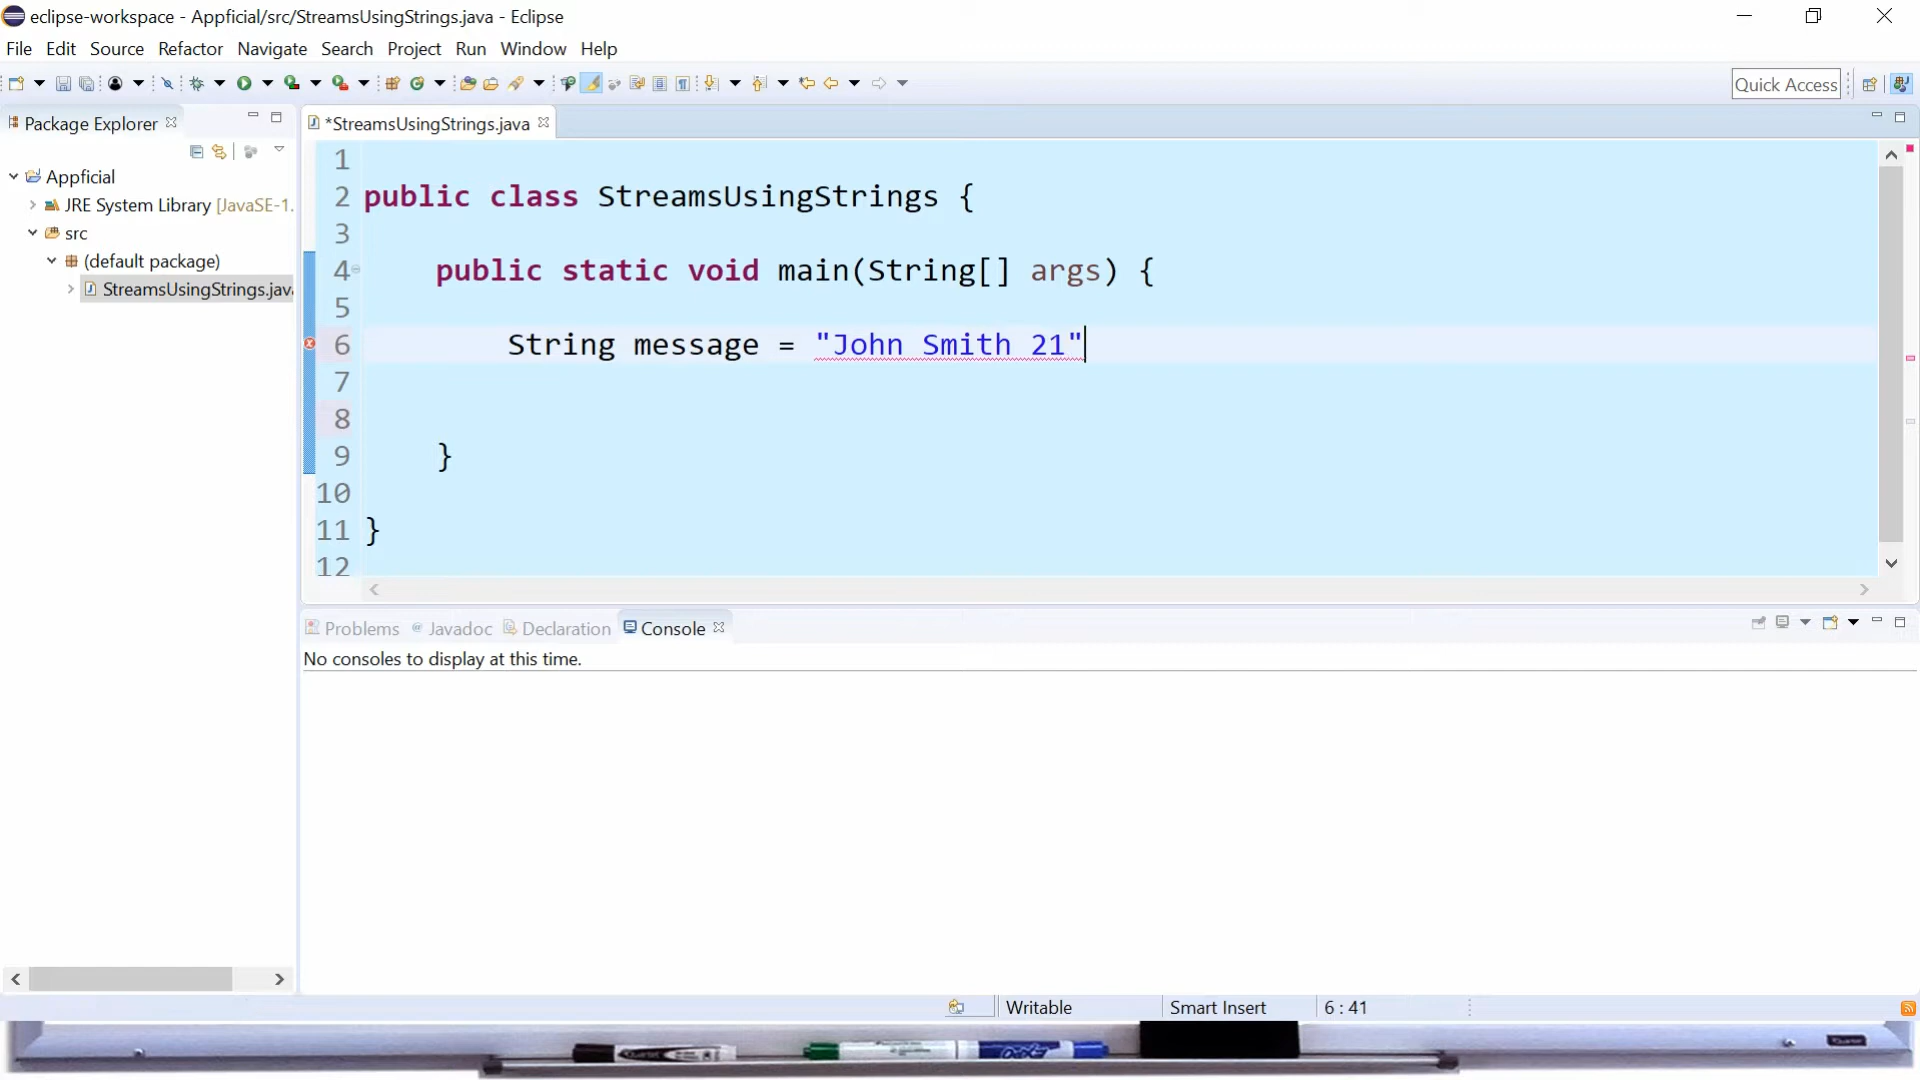 eclipse-workspace - Appficial/src/StreamsUsingStrings.java - Eclipse
File Edit Source Refactor Navigate Search Project Run Window Help
Quick Access
Package Explorer
*StreamsUsingStrings.java
Appficial
JRE System Library [JavaSE-1.
src
(default package)
StreamsUsingStrings.java
1
2 public class StreamsUsingStrings {
3
4 public static void main(String[] args) {
5
6 String message = "John Smith 21"
7
8
9 }
10
11 }
12
Problems @ Javadoc Declaration Console
No consoles to display at this time.
Writable Smart Insert 6 : 41